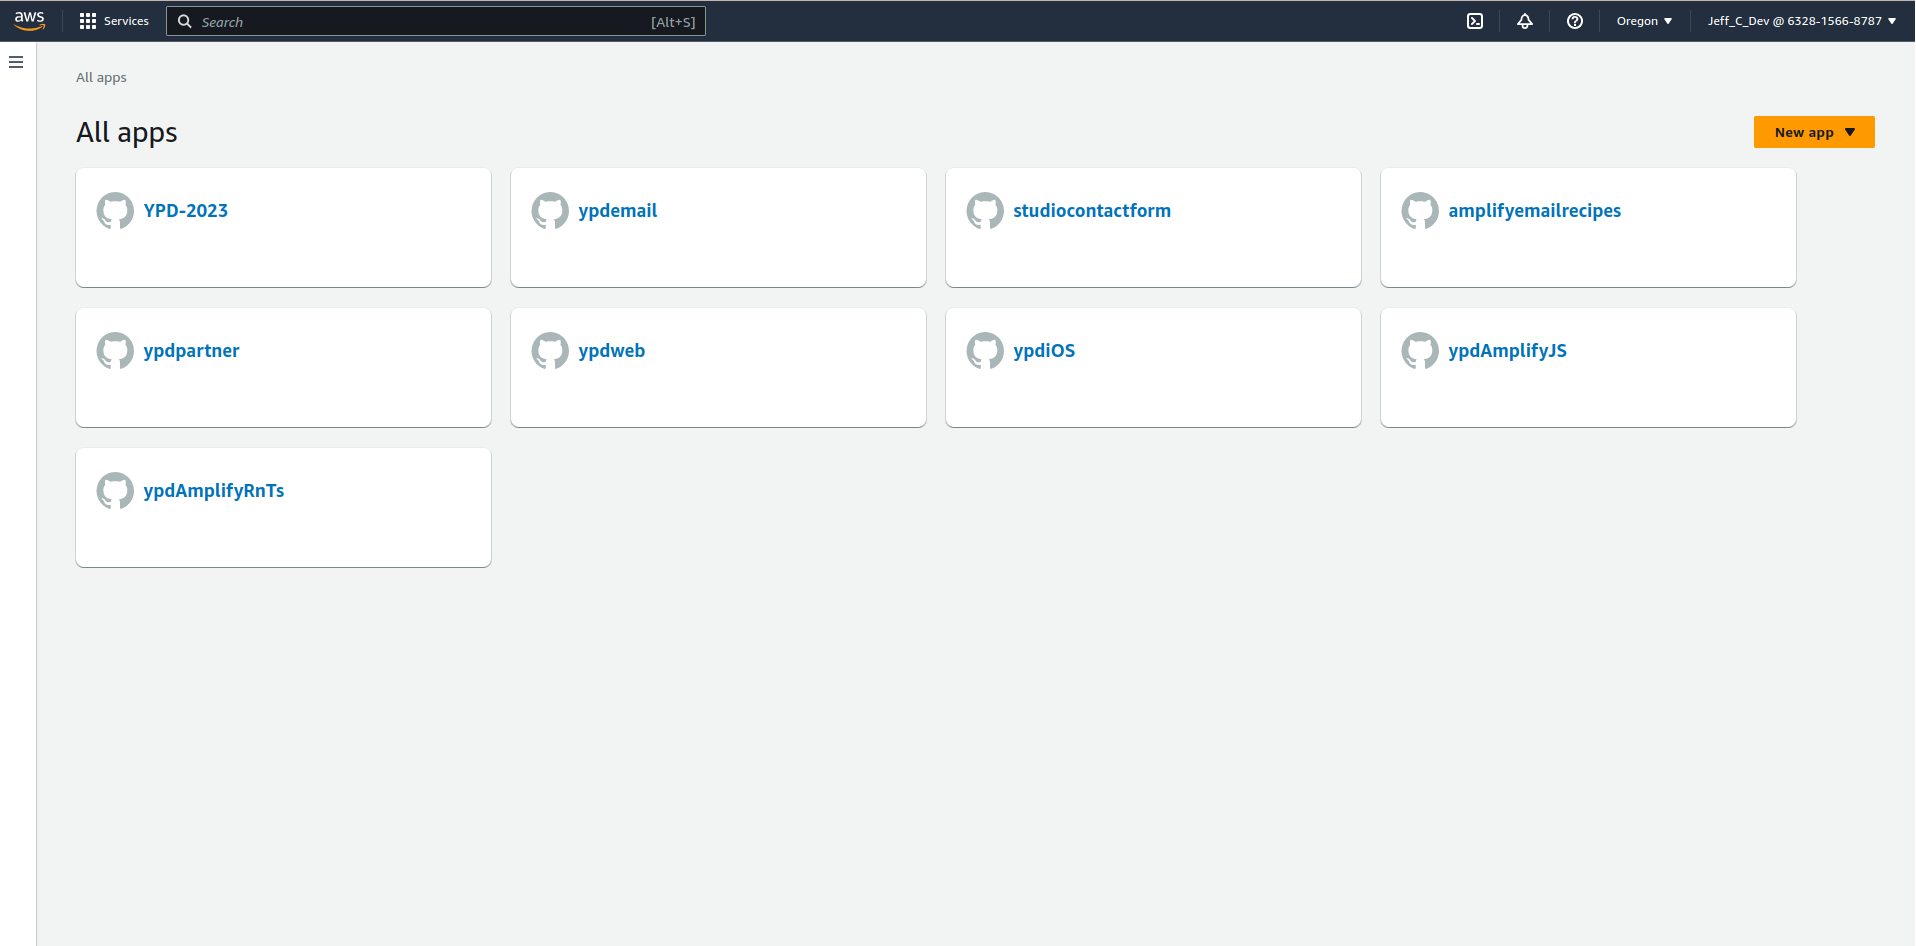 aws Services Search [Alt+S] Oregon Jeff_C_Dev @ 6328-1566-8787
All apps
All apps
New app
YPD-2023 ypdemail studiocontactform amplifyemailrecipes
ypdpartner ypdweb ypdiOS ypdAmplifyJS
ypdAmplifyRnTs